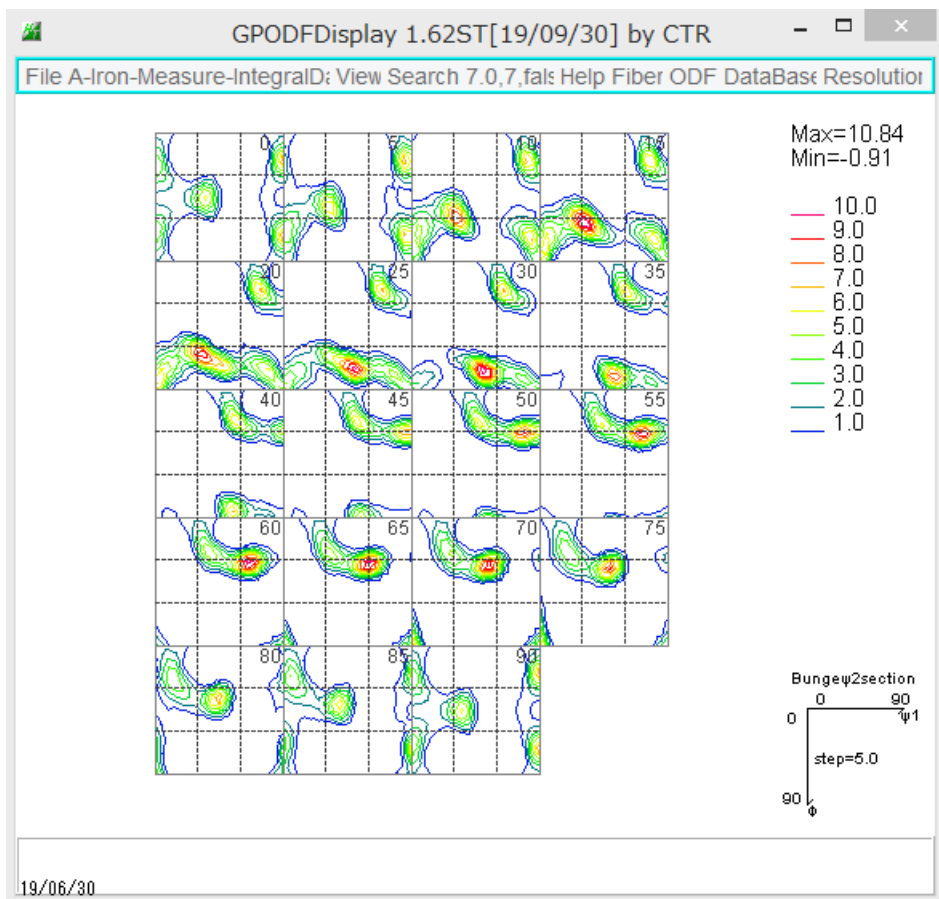 GPODFDisplay 1.62ST[19/09/30] by CTR
File A-Iron-Measure-IntegralDa View Search 7.0,7,fals Help Fiber ODF DataBase Resolution
Max=10.84
Min=-0.91
10.0
9.0
8.0
7.0
6.0
5.0
4.0
3.0
2.0
1.0
0 5 10 15
20 25 30 35
40 45 50 55
60 65 70 75
80 85 90
Bungeψ2section
0 90
0 ψ1
step=5.0
90
ϕ
19/06/30